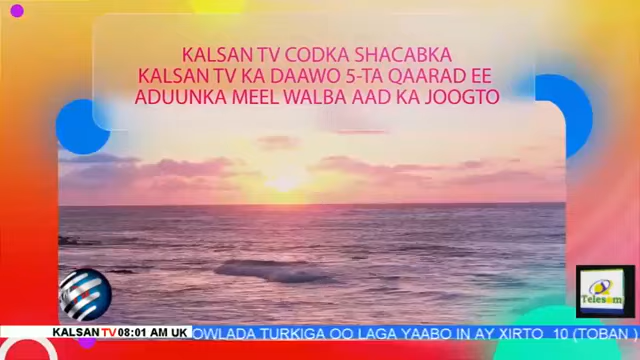 KALSAN TV CODKA SHACABKA
KALSAN TV KA DAAWO 5-TA QAARAD EE
ADUUNKA MEEL WALBA AAD KA JOOGTO
Telesom
KALSAN TV 08:01 AM UK OWLADA TURKIGA OO LAGA YAABO IN AY XIRTO 10 (TOBAN )